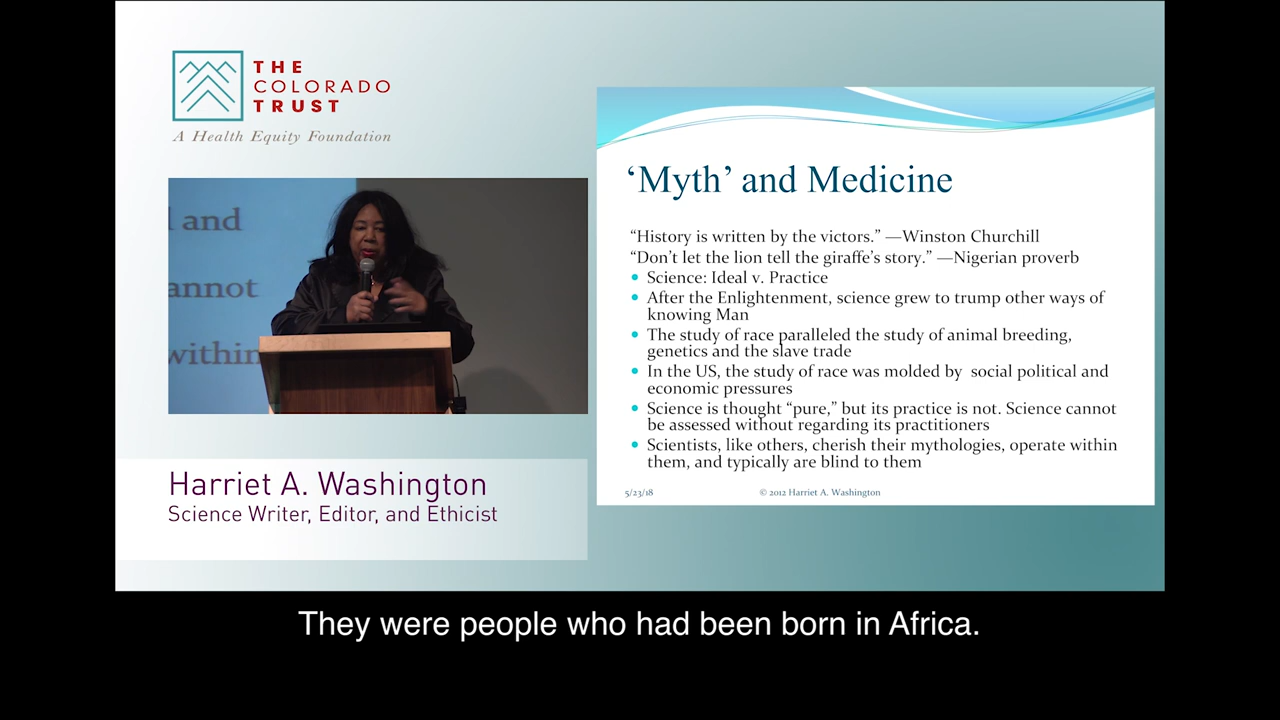 THE
COLORADO
TRUST
A Health Equity Foundation
and
annot
within
Harriet A. Washington
Science Writer, Editor, and Ethicist
‘Myth’ and Medicine
“History is written by the victors.” —Winston Churchill
“Don’t let the lion tell the giraffe’s story.” —Nigerian proverb
• Science: Ideal v. Practice
• After the Enlightenment, science grew to trump other ways of
knowing Man
• The study of race paralleled the study of animal breeding,
genetics and the slave trade
• In the US, the study of race was molded by social political and
economic pressures
• Science is thought “pure,” but its practice is not. Science cannot
be assessed without regarding its practitioners
• Scientists, like others, cherish their mythologies, operate within
them, and typically are blind to them
5/23/18
© 2012 Harriet A. Washington
They were people who had been born in Africa.